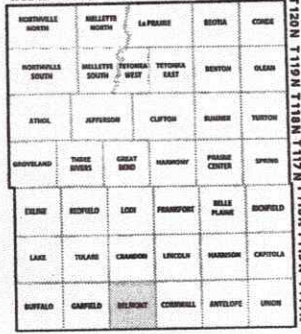 NORTHVILLE NORTH MELLETTE NORTH La PRAIRIE BEOTIA CONDE
NORTHVILLE SOUTH MELLETTE SOUTH TETONKA WEST TETONKA EAST BENTON OLEAN
ATHOL JEFFERSON CLIFTON SUMNER TURTON
GROVELAND THREE RIVERS GREAT BEND HARMONY PRAIRIE CENTER SPRING
EXLINE REDFIELD LODI FRANKFORT BELLE PLAINE RICHFIELD
LAKE TULARE CRANDON LINCOLN HARRISON CAPITOLA
BUFFALO GARFIELD BELMONT CORNWALL ANTELOPE UNION
T120N T119N T118N T117N